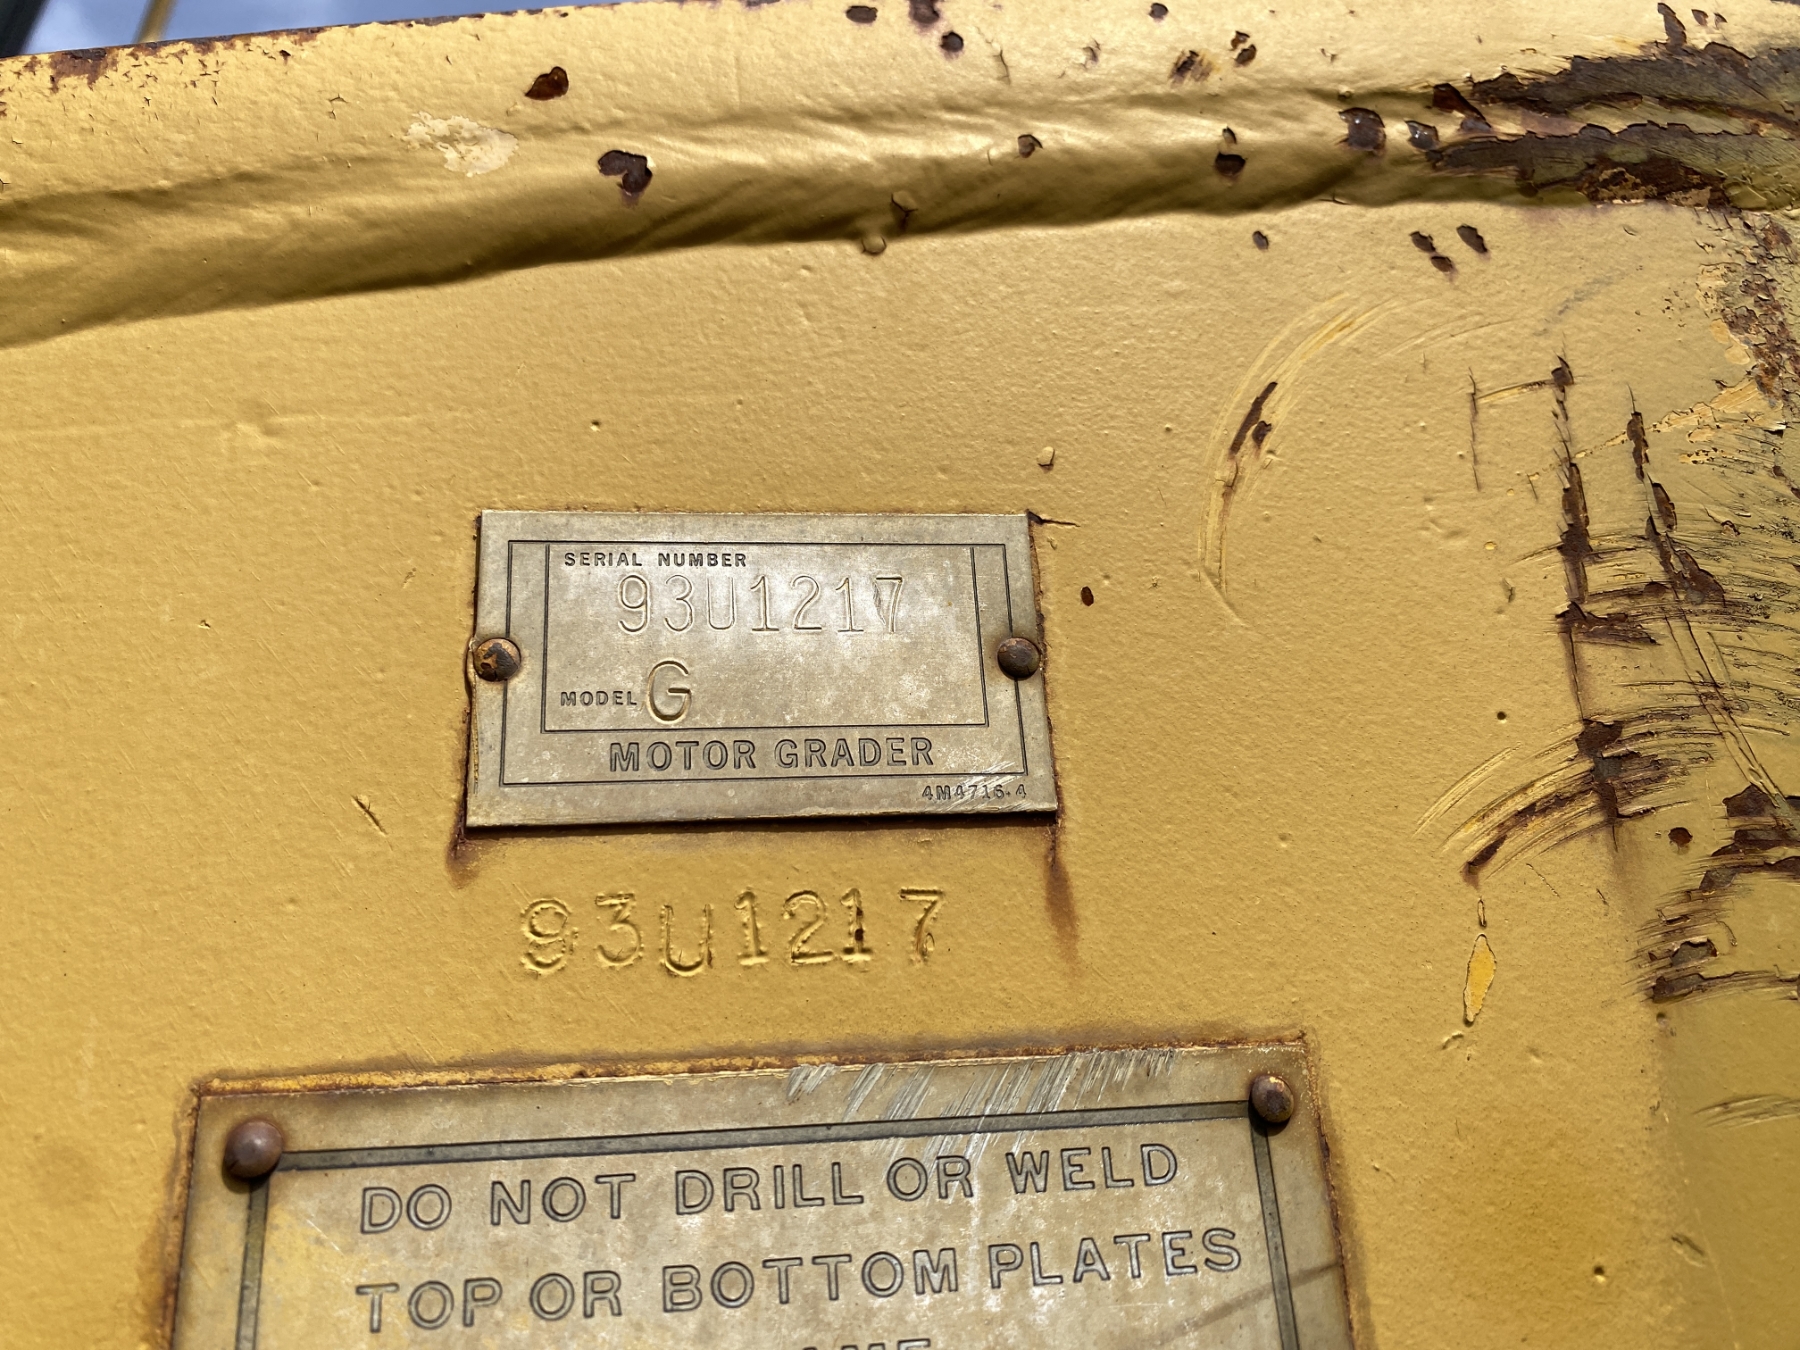 SERIAL NUMBER
93U1217
MODEL G
MOTOR GRADER
4M4716-4
93U1217
DO NOT DRILL OR WELD
TOP OR BOTTOM PLATES